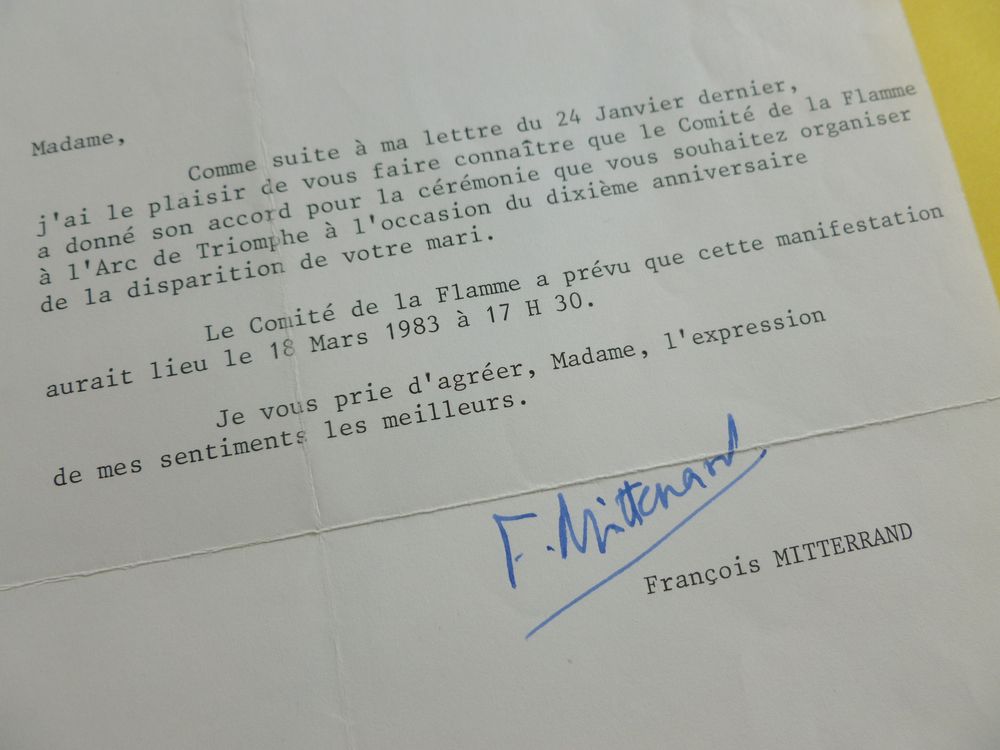 Madame,
Comme suite à ma lettre du 24 Janvier dernier,
j'ai le plaisir de vous faire connaître que le Comité de la Flamme
a donné son accord pour la cérémonie que vous souhaitez organiser
à l'Arc de Triomphe à l'occasion du dixième anniversaire
de la disparition de votre mari.
Le Comité de la Flamme a prévu que cette manifestation
aurait lieu le 18 Mars 1983 à 17 H 30.
Je vous prie d'agréer, Madame, l'expression
de mes sentiments les meilleurs.
F. Mitterrand
François MITTERRAND